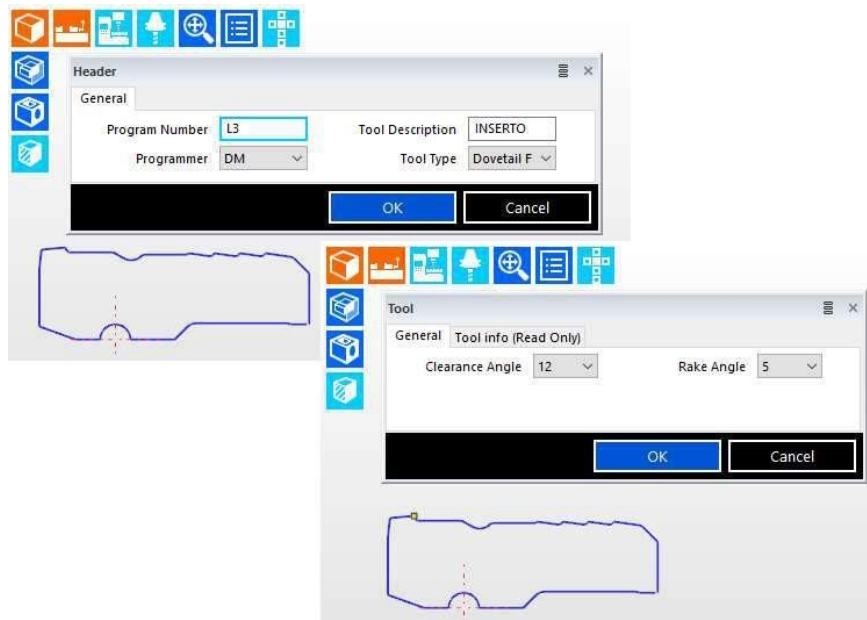 Header
General
Program Number L3 Tool Description INSERTO
Programmer DM Tool Type Dovetail F
OK Cancel
Tool
General Tool info (Read Only)
Clearance Angle 12 Rake Angle 5
OK Cancel